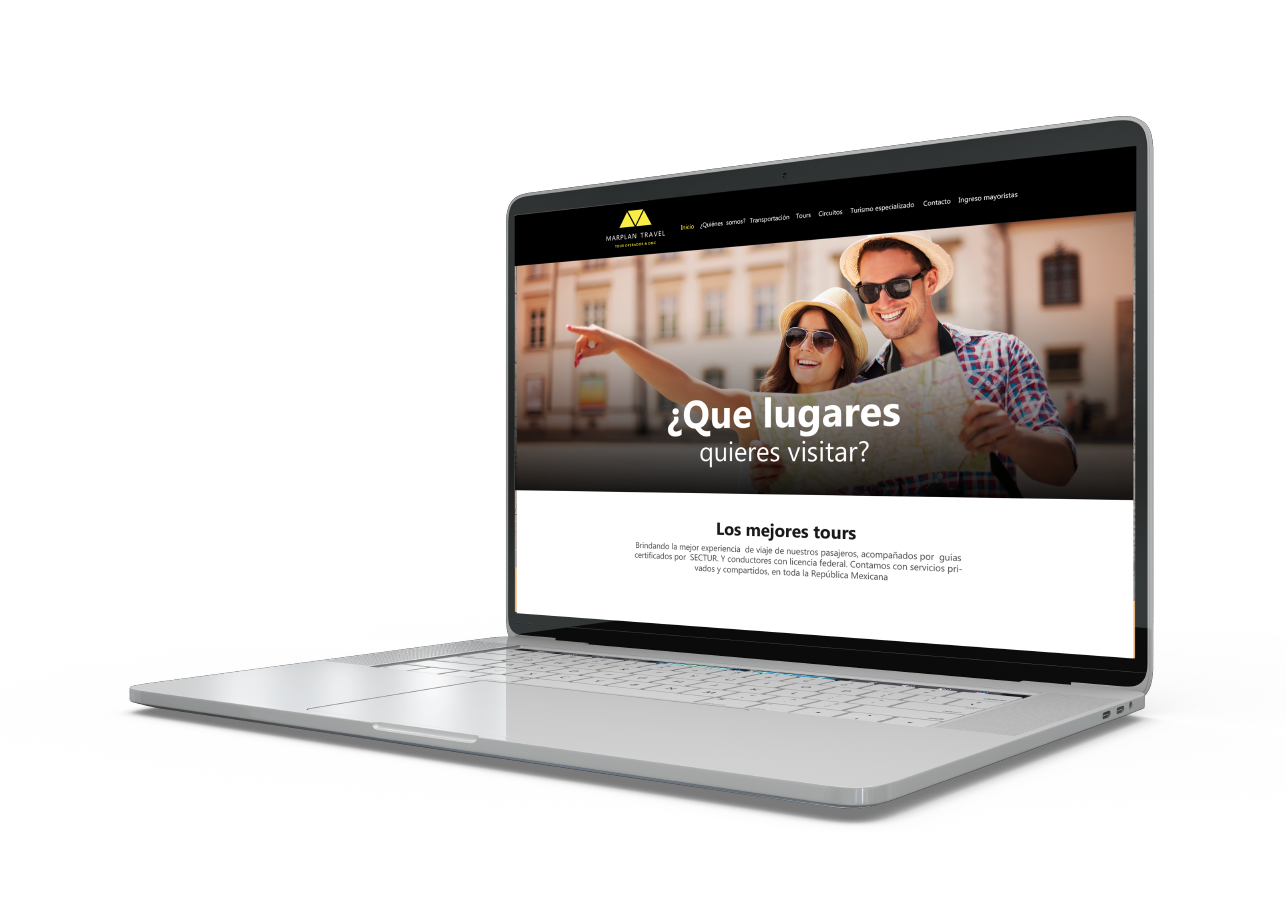 MARPLAN TRAVEL
TOUR OPERADOR & DMC
Inicio ¿Quiénes somos? Transportación Tours Circuitos Turismo especializado Contacto Ingreso mayoristas
¿Que lugares
quieres visitar?
Los mejores tours
Brindando la mejor experiencia de viaje de nuestros pasajeros, acompañados por guias
certificados por SECTUR. Y conductores con licencia federal. Contamos con servicios pri-
vados y compartidos, en toda la República Mexicana